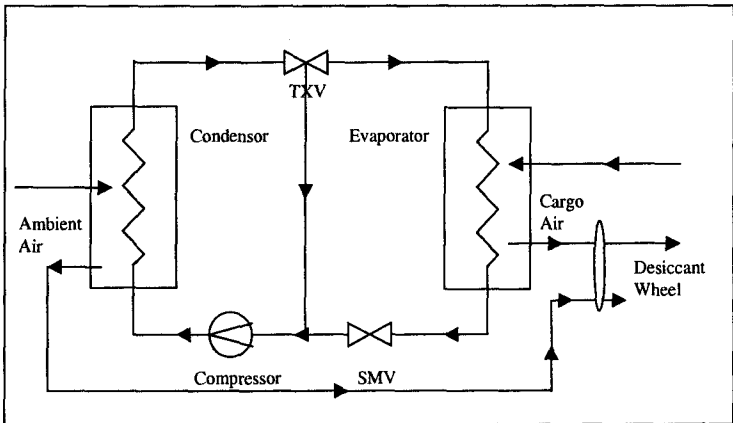 TXV
Condensor
Evaporator
Ambient
Air
Cargo
Air
Desiccant
Wheel
Compressor
SMV